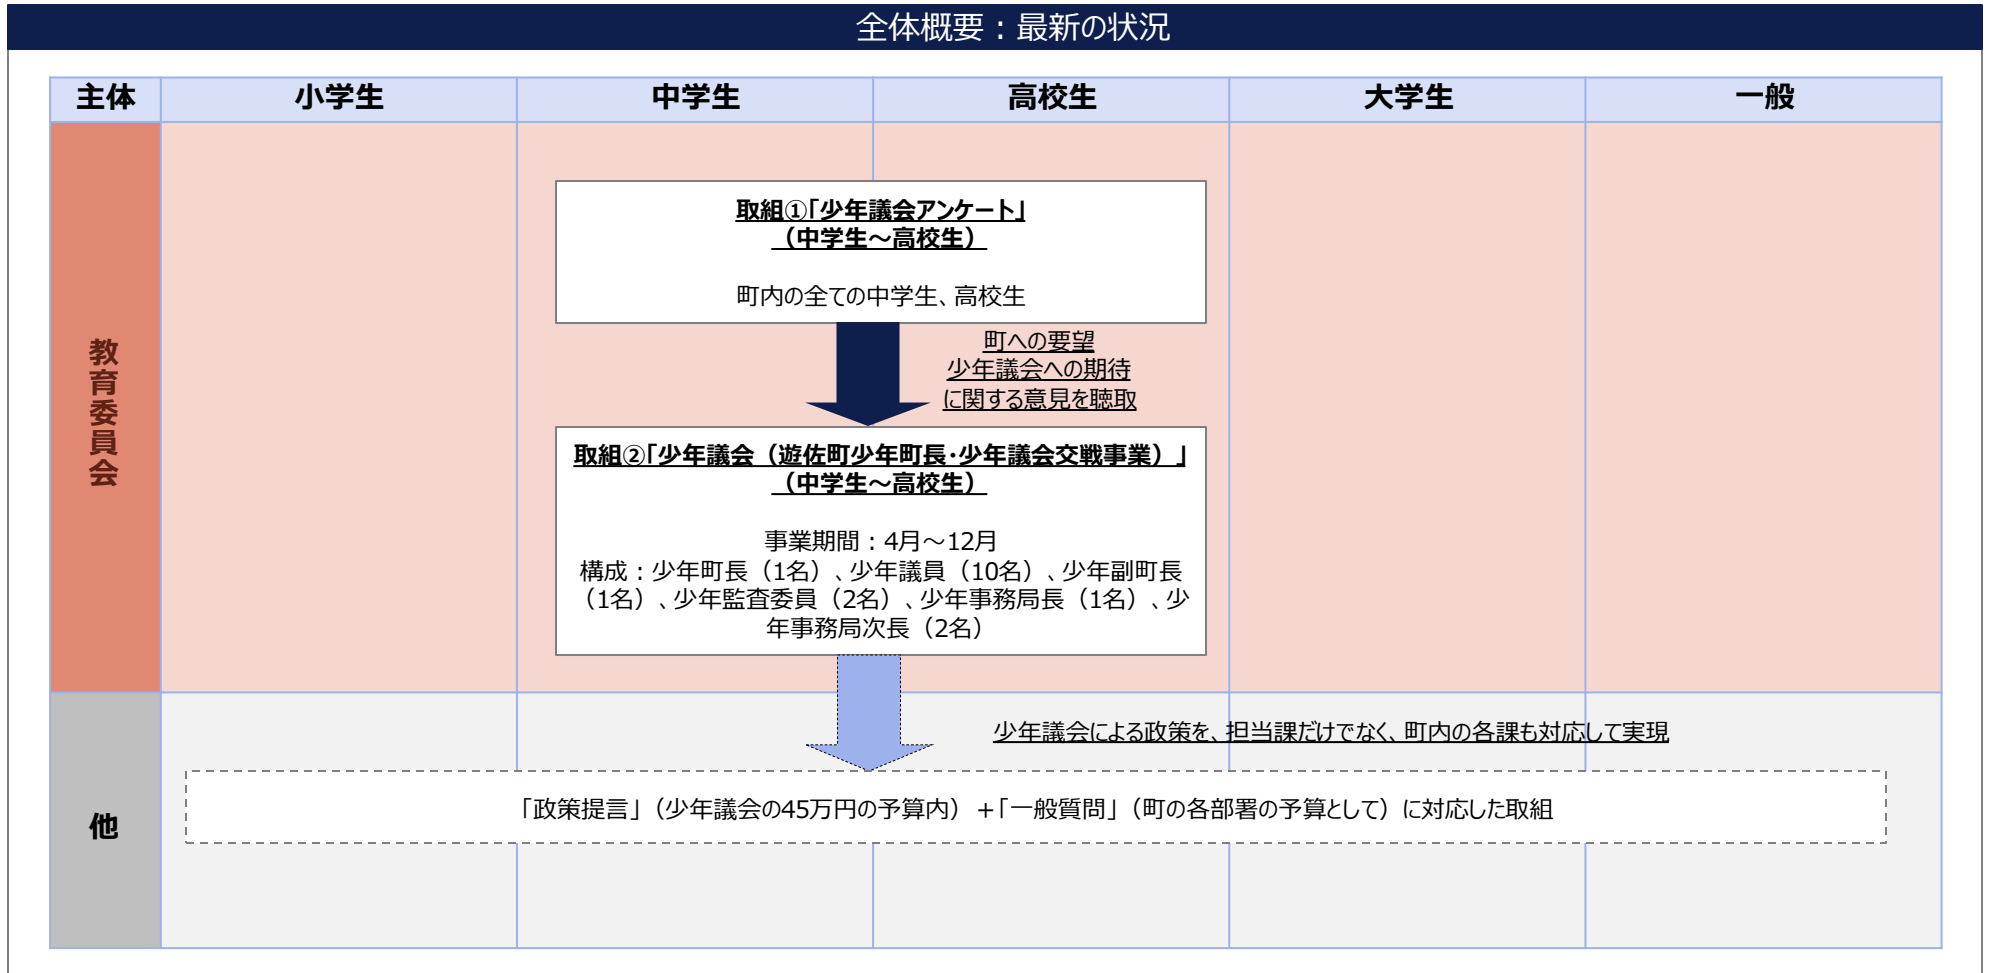 全体概要：最新の状況
主体
小学生
中学生
高校生
大学生
一般
教育委員会
取組①「少年議会アンケート」
（中学生～高校生）
町内の全ての中学生、高校生
町への要望
少年議会への期待
に関する意見を聴取
取組②「少年議会（遊佐町少年町長・少年議会交戦事業）」
（中学生～高校生）
事業期間：4月～12月
構成：少年町長（1名）、少年議員（10名）、少年副町長
（1名）、少年監査委員（2名）、少年事務局長（1名）、少
年事務局次長（2名）
他
少年議会による政策を、担当課だけでなく、町内の各課も対応して実現
「政策提言」（少年議会の45万円の予算内）+「一般質問」（町の各部署の予算として）に対応した取組